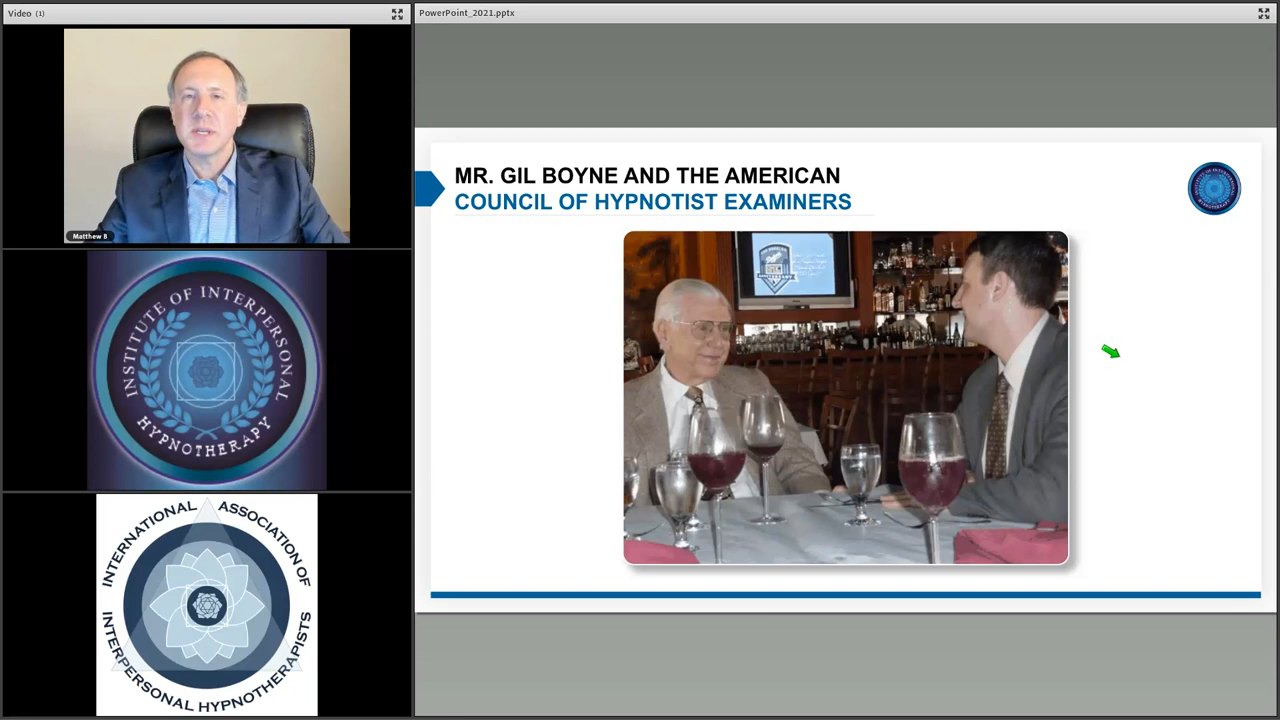 Video (1)
PowerPoint_2021.pptx
Matthew B
MR. GIL BOYNE AND THE AMERICAN
COUNCIL OF HYPNOTIST EXAMINERS
INSTITUTE OF INTERPERSONAL
HYPNOTHERAPY
INTERNATIONAL ASSOCIATION OF
INTERPERSONAL HYPNOTHERAPISTS